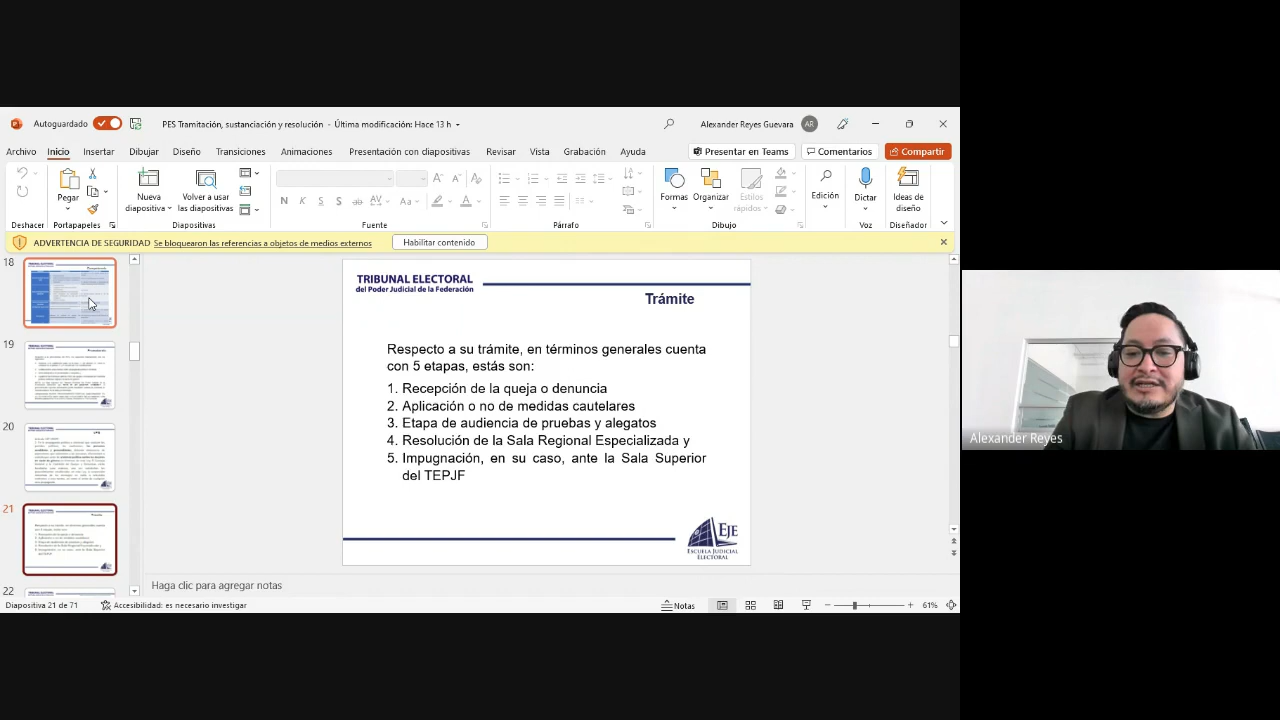 Autoguardado
PES Tramitación, sustanciación y resolución - Última modificación: Hace 13 h
Alexander Reyes Guevara
AR
Archivo Inicio Insertar Dibujar Diseño Transiciones Animaciones Presentación con diapositivas Revisar Vista Grabación Ayuda
Presentar en Teams
Comentarios
Compartir
Pegar
Nueva diapositiva
Volver a usar las diapositivas
N K S S ab AV Aa A
Formas
Organizar
Estilos rápidos
Edición
Dictar
Ideas de diseño
Deshacer Portapapeles Diapositivas Fuente Párrafo Dibujo Voz Diseñador
ADVERTENCIA DE SEGURIDAD Se bloquearon las referencias a objetos de medios externos
Habilitar contenido
18
19
20
21
22
TRIBUNAL ELECTORAL
del Poder Judicial de la Federación
Trámite
Respecto a su trámite, en términos generales cuenta
con 5 etapas, estás son:
1. Recepción de la queja o denuncia
2. Aplicación o no de medidas cautelares
Etapa de audiencia de pruebas y alegatos
4. Resolución de la Sala Regional Especializada y
5. Impugnación en su caso, ante la Sala Superior
del TEPJF
EJE
ESCUELA JUDICIAL
ELECTORAL
Haga clic para agregar notas
Diapositiva 21 de 71
Accesibilidad: es necesario investigar
Notas
61%
Alexander Reyes